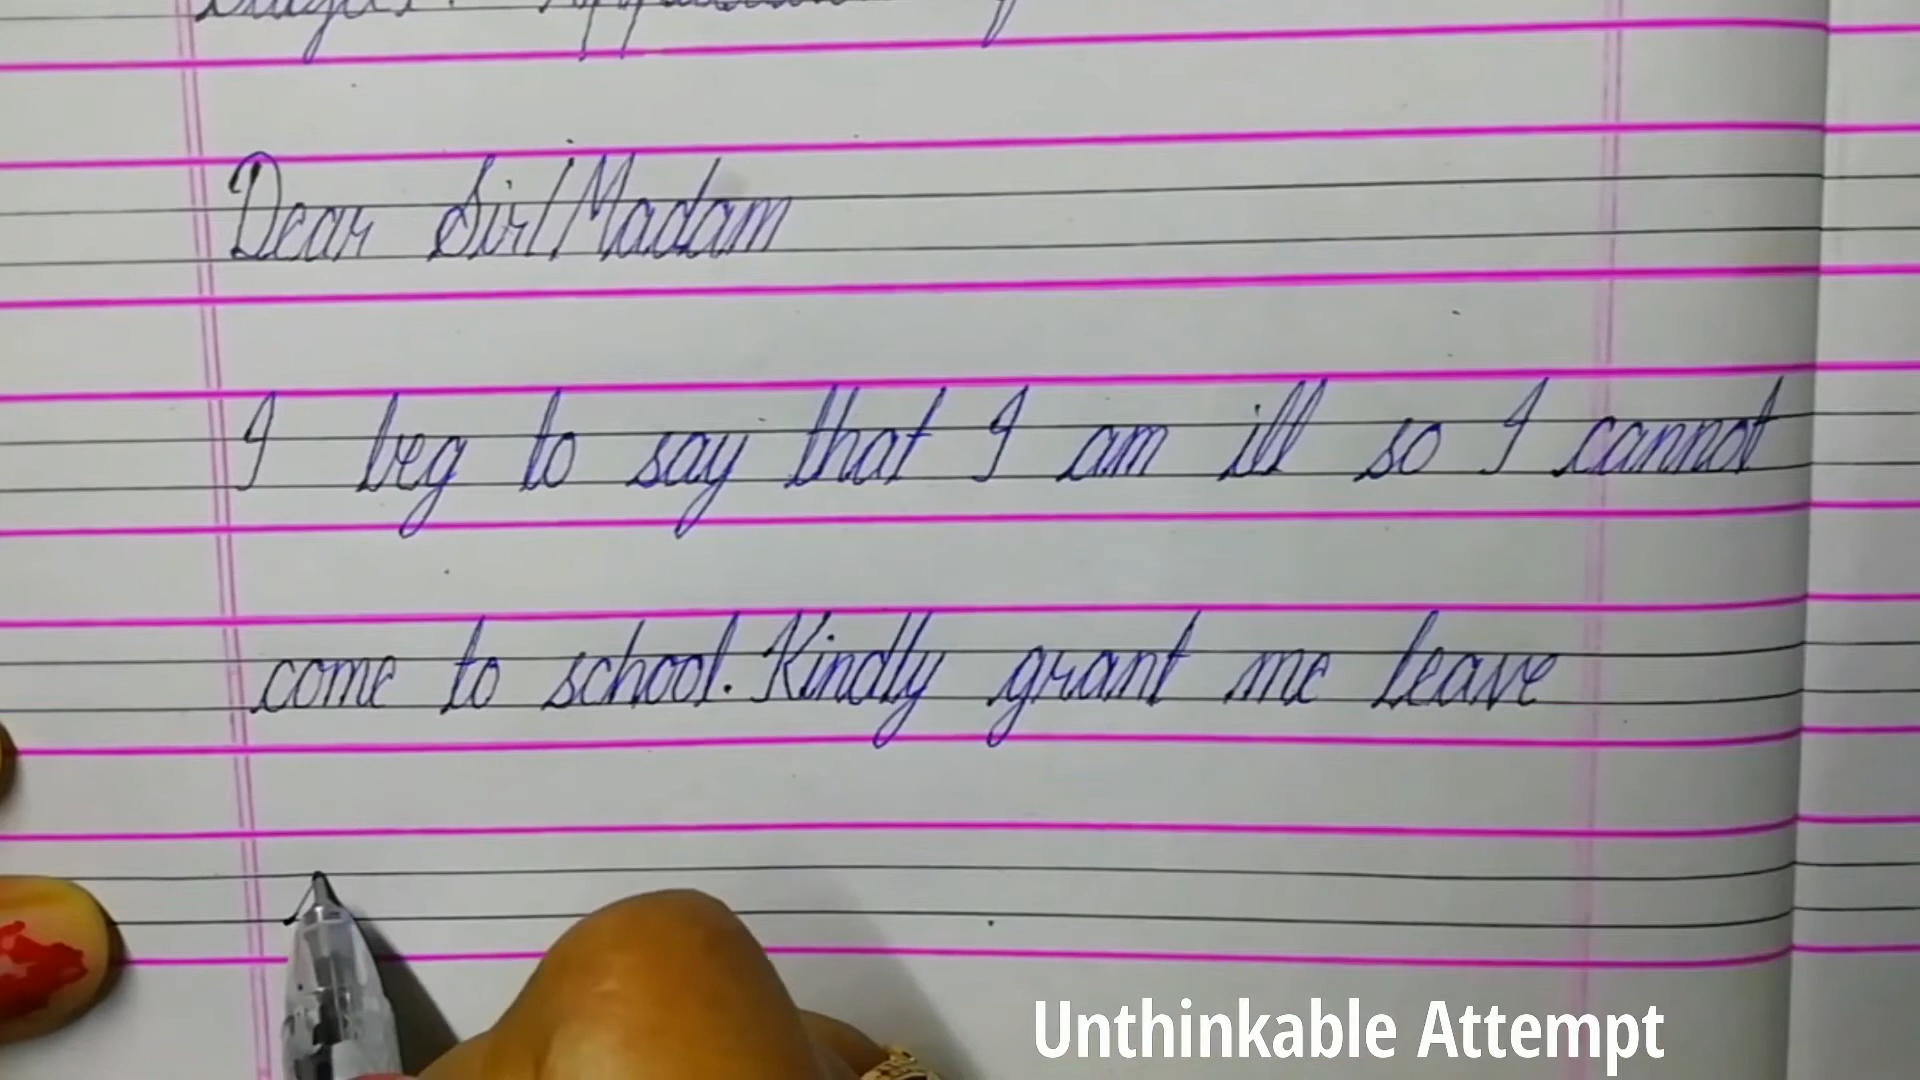 Dear Sir/Madam
I beg to say that I am ill so I cannot
come to school. Kindly grant me leave
Unthinkable Attempt